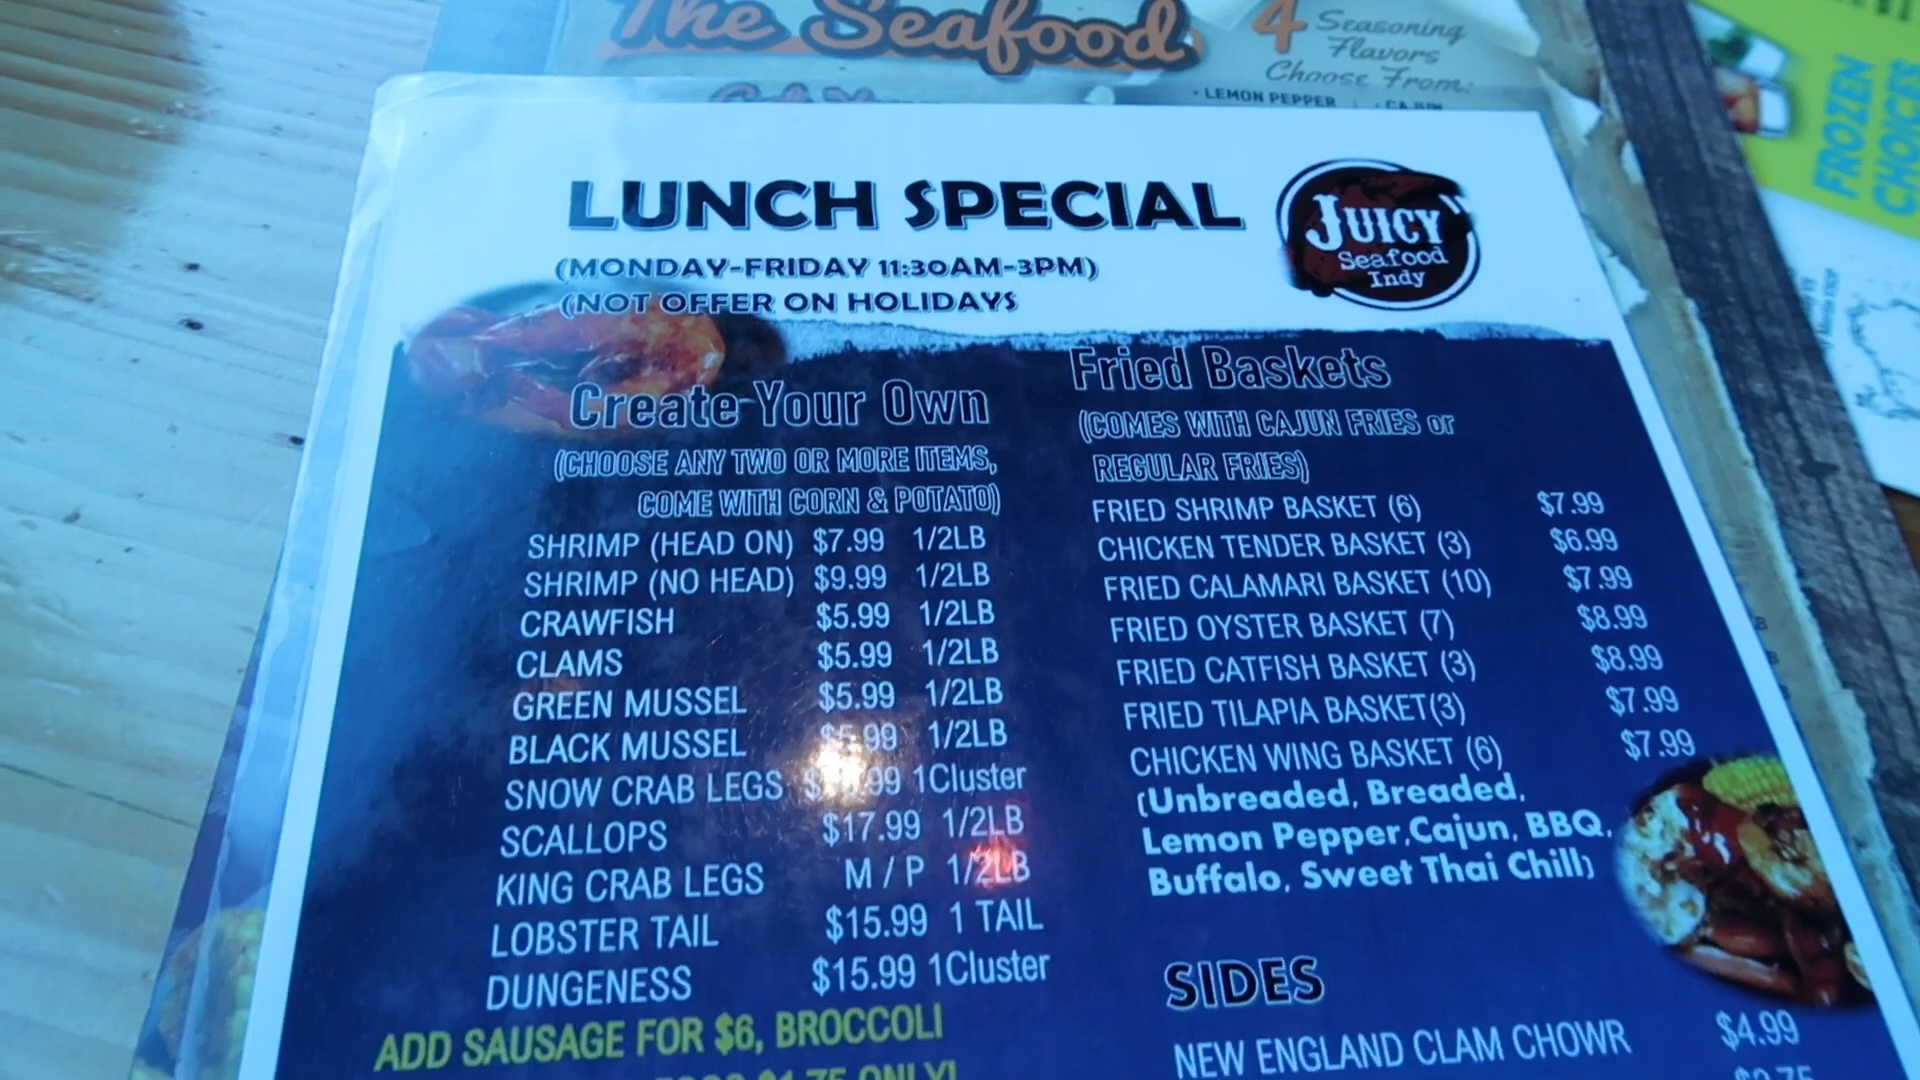 The Seafood
4 Seasoning
Flavors
Choose From:
· LEMON PEPPER
FROZEN
CHOICES
LUNCH SPECIAL
(MONDAY-FRIDAY 11:30AM-3PM)
(NOT OFFER ON HOLIDAYS
JUICY
Seafood
Indy
Create Your Own
(CHOOSE ANY TWO OR MORE ITEMS,
COME WITH CORN & POTATO)
SHRIMP (HEAD ON) $7.99 1/2LB
SHRIMP (NO HEAD) $9.99 1/2LB
CRAWFISH $5.99 1/2LB
CLAMS $5.99 1/2LB
GREEN MUSSEL $5.99 1/2LB
BLACK MUSSEL $5.99 1/2LB
SNOW CRAB LEGS 1Cluster
SCALLOPS $17.99 1/2LB
KING CRAB LEGS M / P 1/2LB
LOBSTER TAIL $15.99 1 TAIL
DUNGENESS $15.99 1Cluster
ADD SAUSAGE FOR $6, BROCCOLI
$1.75 ONLY!
Fried Baskets
(COMES WITH CAJUN FRIES or
REGULAR FRIES)
FRIED SHRIMP BASKET (6) $7.99
CHICKEN TENDER BASKET (3) $6.99
FRIED CALAMARI BASKET (10) $7.99
FRIED OYSTER BASKET (7) $8.99
FRIED CATFISH BASKET (3) $8.99
FRIED TILAPIA BASKET(3) $7.99
CHICKEN WING BASKET (6) $7.99
(Unbreaded, Breaded,
Lemon Pepper,Cajun, BBQ,
Buffalo, Sweet Thai Chili)
SIDES
NEW ENGLAND CLAM CHOWR $4.99